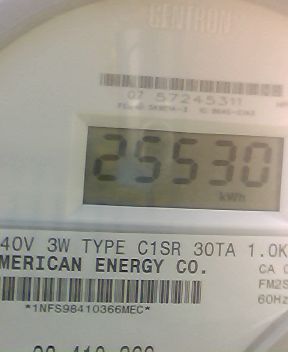 CENTRON
07 57245311
25530
kWh
40V 3W TYPE C1SR 30TA 1.0K
MERICAN ENERGY CO.
CA
FM2S
60Hz
*1NFS98410366MEC*